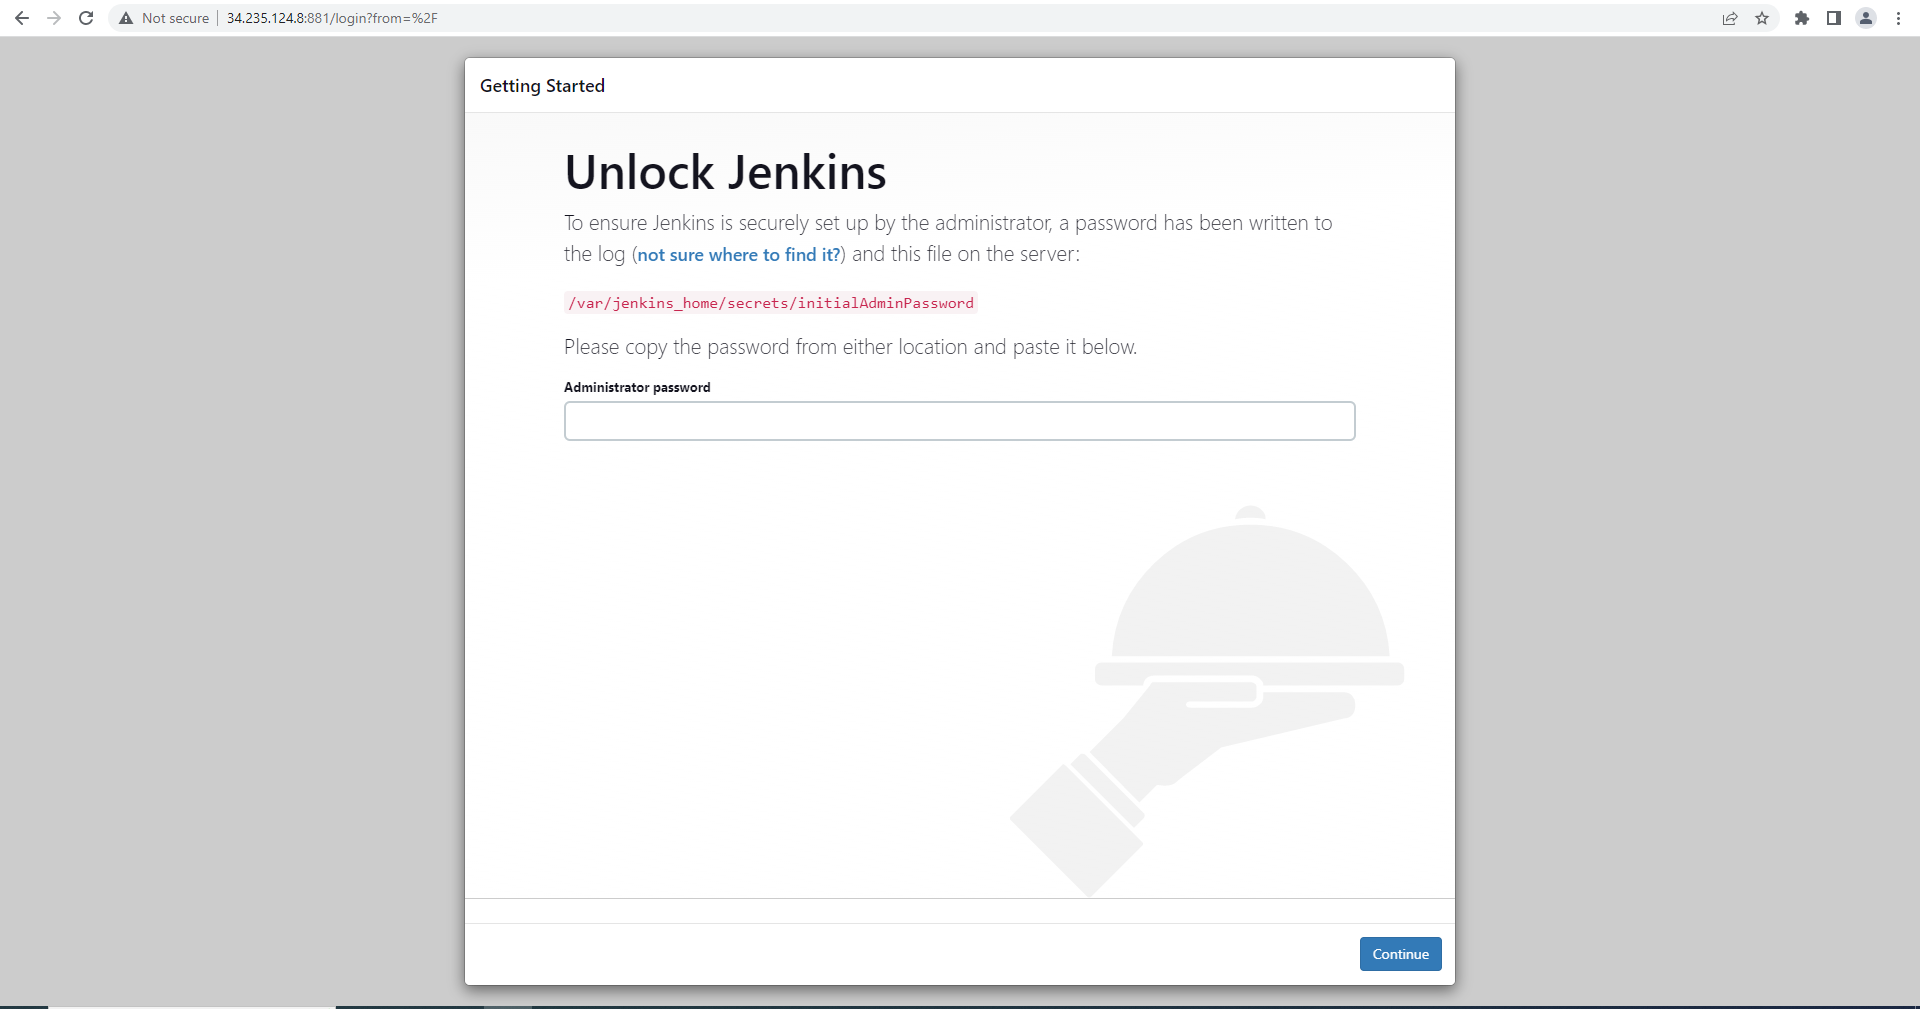 Not secure | 34.235.124.8:881/login?from=%2F
Getting Started
Unlock Jenkins
To ensure Jenkins is securely set up by the administrator, a password has been written to
the log (not sure where to find it?) and this file on the server:
/var/jenkins_home/secrets/initialAdminPassword
Please copy the password from either location and paste it below.
Administrator password
Continue